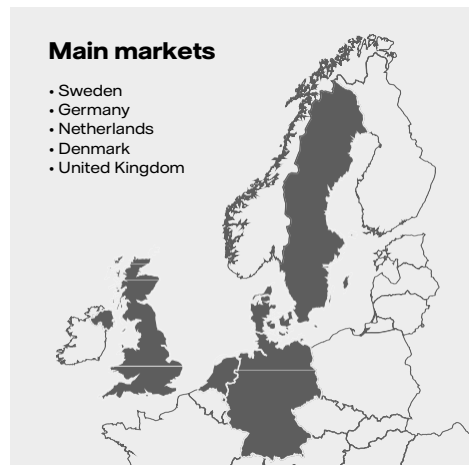 Main markets
• Sweden
• Germany
• Netherlands
• Denmark
• United Kingdom